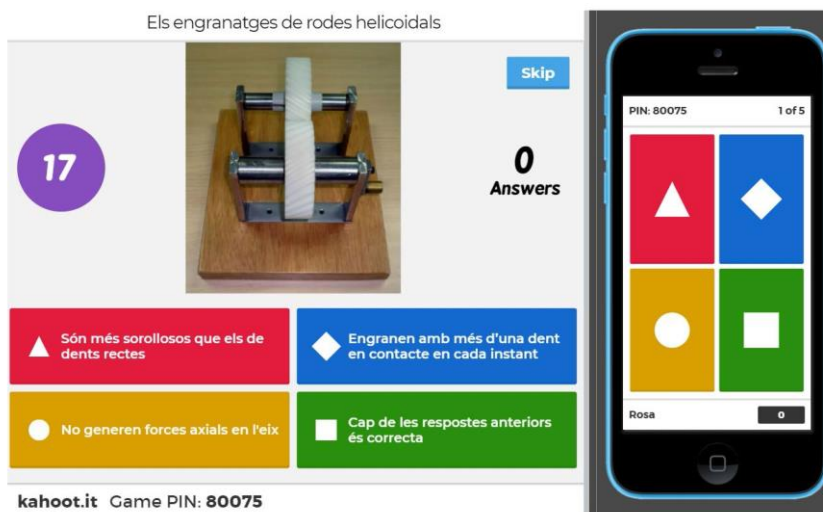 Els engranatges de rodes helicoidals
Skip
17
0
Answers
Són més sorollosos que els de
dents rectes
Engranen amb més d'una dent
en contacte en cada instant
No generen forces axials en l'eix
Cap de les respostes anteriors
és correcta
kahoot.it Game PIN: 80075
PIN: 80075 1 of 5
Rosa 0